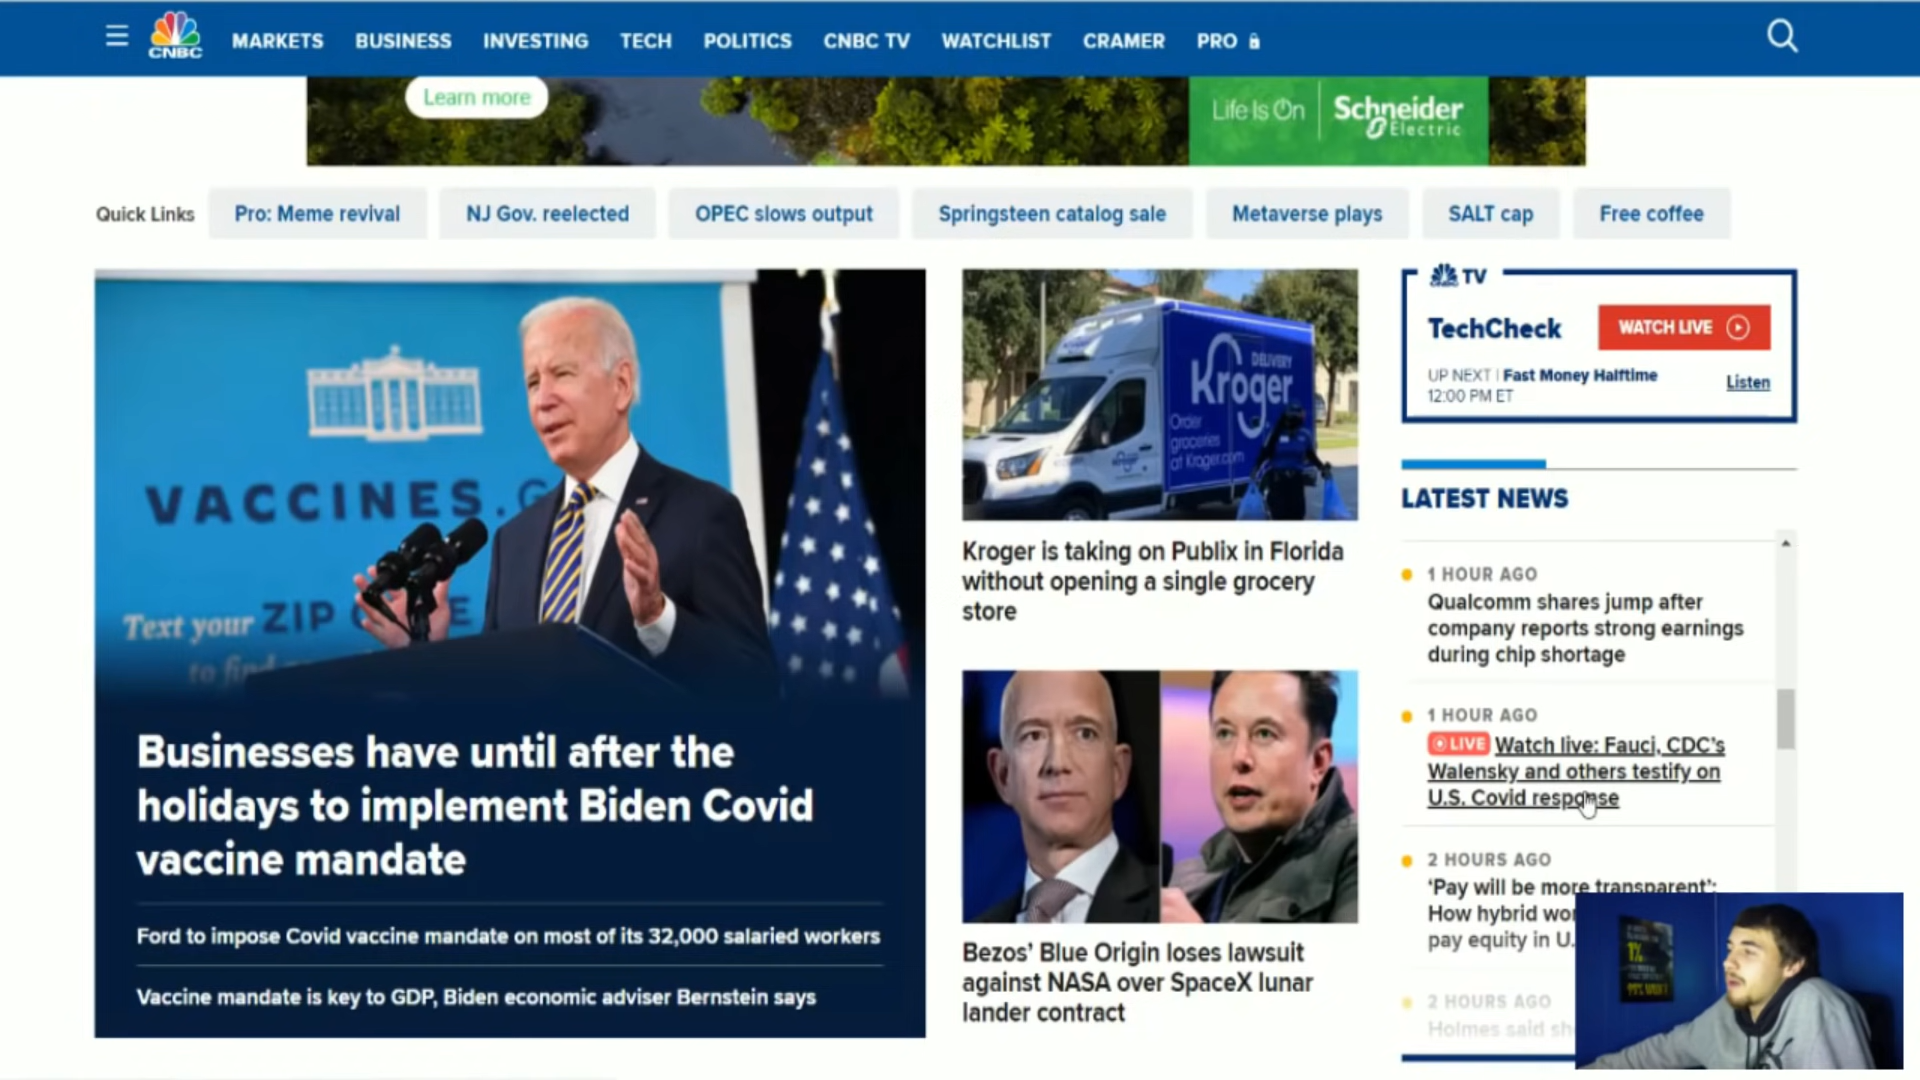 CNBC
MARKETS
BUSINESS
INVESTING
TECH
POLITICS
CNBC TV
WATCHLIST
CRAMER
PRO
Learn more
Life Is On
Schneider
Electric
Quick Links
Pro: Meme revival
NJ Gov. reelected
OPEC slows output
Springsteen catalog sale
Metaverse plays
SALT cap
Free coffee
VACCINES.G
Text your ZIP
to fin
Businesses have until after the
holidays to implement Biden Covid
vaccine mandate
Ford to impose Covid vaccine mandate on most of its 32,000 salaried workers
Vaccine mandate is key to GDP, Biden economic adviser Bernstein says
DELIVERY
Kroger
Order
groceries
at Kroger.com
Kroger is taking on Publix in Florida
without opening a single grocery
store
Bezos' Blue Origin loses lawsuit
against NASA over SpaceX lunar
lander contract
TV
TechCheck
WATCH LIVE
UP NEXT | Fast Money Halftime
12:00 PM ET
Listen
LATEST NEWS
1 HOUR AGO
Qualcomm shares jump after
company reports strong earnings
during chip shortage
1 HOUR AGO
LIVE Watch live: Fauci, CDC's
Walensky and others testify on
U.S. Covid response
2 HOURS AGO
'Pay will be more transparent':
How hybrid wor
pay equity in U.
2 HOURS AGO
Holmes said sh
1%